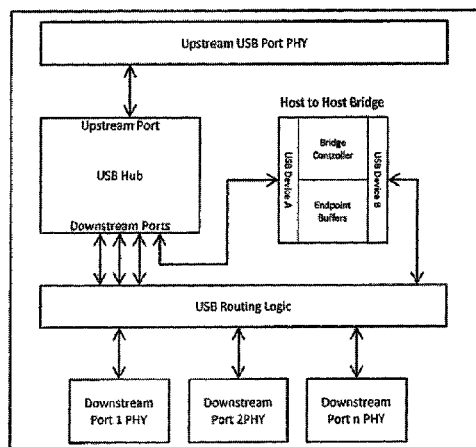 Upstream USB Port PHY
Host to Host Bridge
Upstream Port
USB Hub
Downstream Ports
USB Device A
Bridge
Controller
Endpoint
Buffers
USB Device B
USB Routing Logic
Downstream
Port 1 PHY
Downstream
Port 2PHY
Downstream
Port n PHY